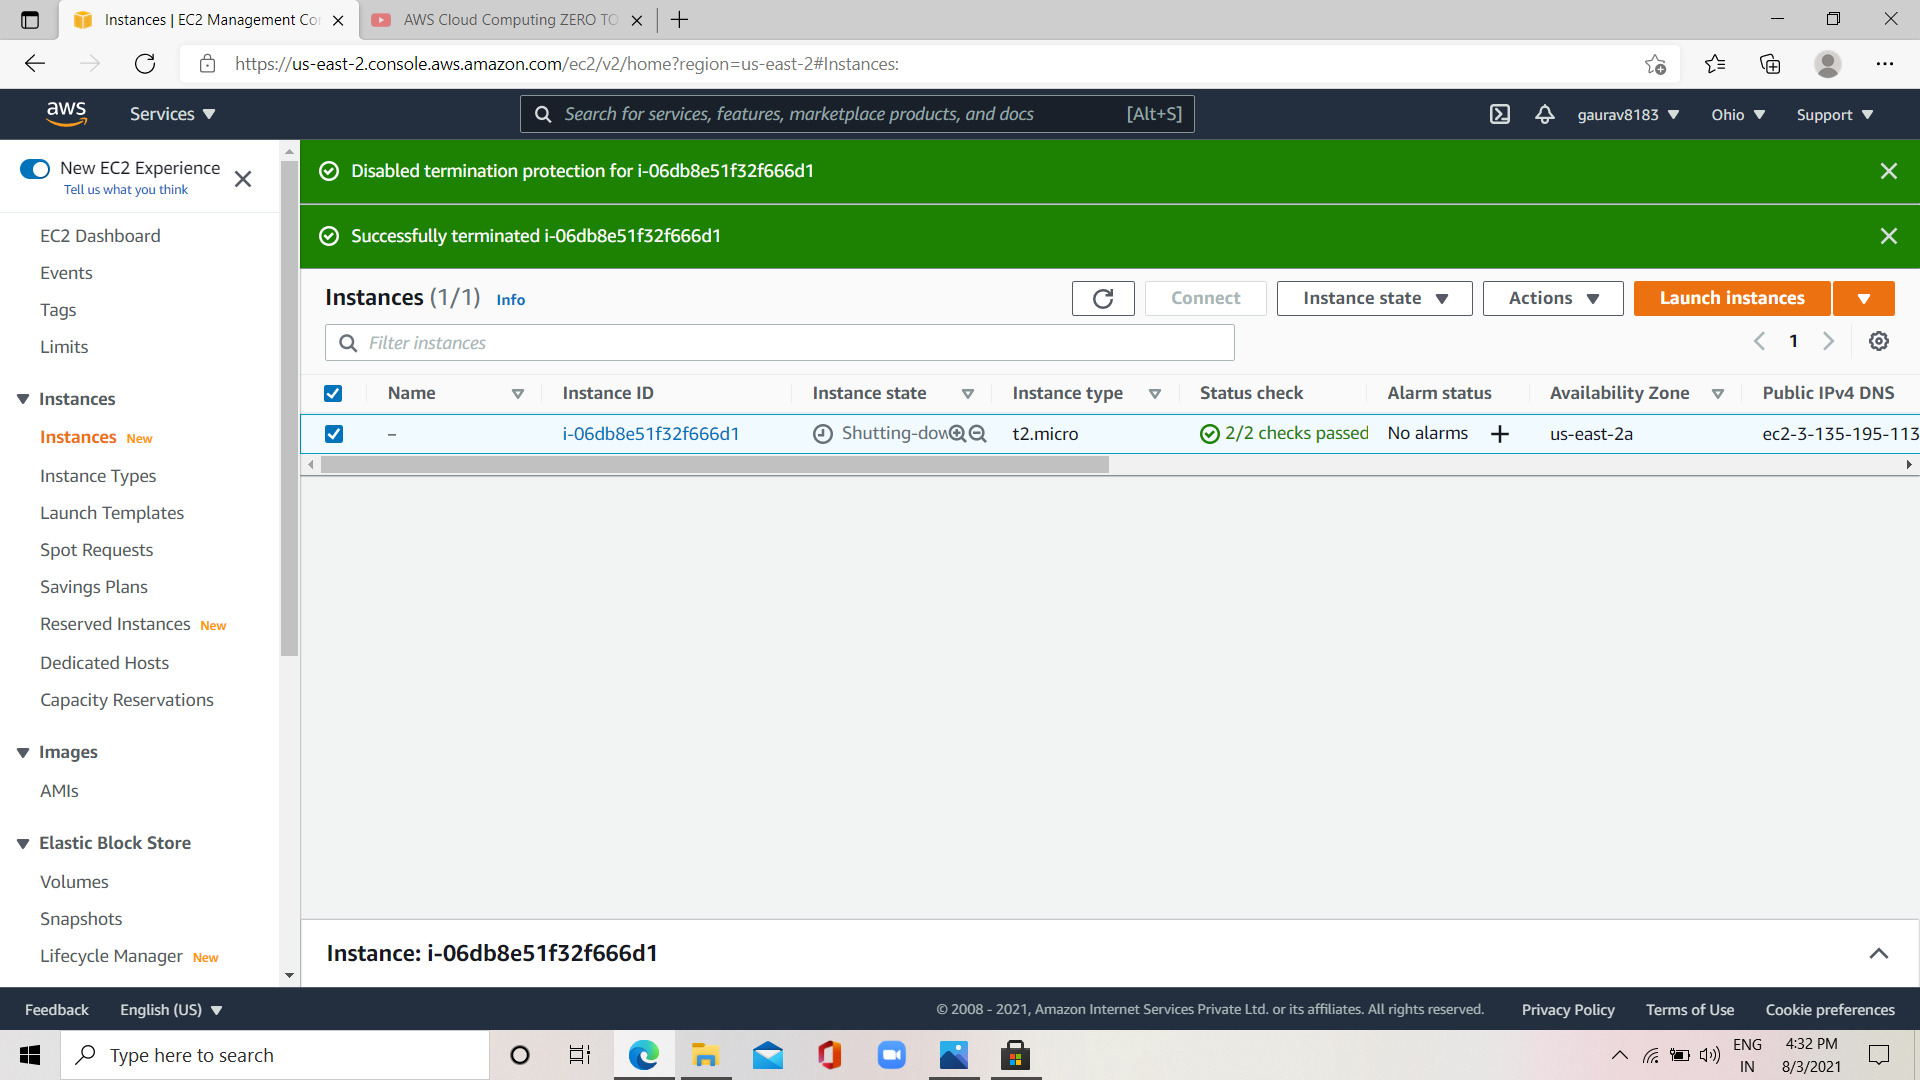 Instances | EC2 Management Co
AWS Cloud Computing ZERO TO
https://us-east-2.console.aws.amazon.com/ec2/v2/home?region=us-east-2#Instances:
aws
Services
Search for services, features, marketplace products, and docs
[Alt+S]
gaurav8183
Ohio
Support
New EC2 Experience
Tell us what you think
EC2 Dashboard
Events
Tags
Limits
Instances
Instances New
Instance Types
Launch Templates
Spot Requests
Savings Plans
Reserved Instances New
Dedicated Hosts
Capacity Reservations
Images
AMIs
Elastic Block Store
Volumes
Snapshots
Lifecycle Manager New
Disabled termination protection for i-06db8e51f32f666d1
Successfully terminated i-06db8e51f32f666d1
Instances (1/1) Info
Connect
Instance state
Actions
Launch instances
Filter instances
1
Name Instance ID Instance state Instance type Status check Alarm status Availability Zone Public IPv4 DNS
– i-06db8e51f32f666d1 Shutting-dow t2.micro 2/2 checks passed No alarms + us-east-2a ec2-3-135-195-113
Instance: i-06db8e51f32f666d1
Feedback
English (US)
© 2008 - 2021, Amazon Internet Services Private Ltd. or its affiliates. All rights reserved.
Privacy Policy
Terms of Use
Cookie preferences
Type here to search
ENG
IN
4:32 PM
8/3/2021